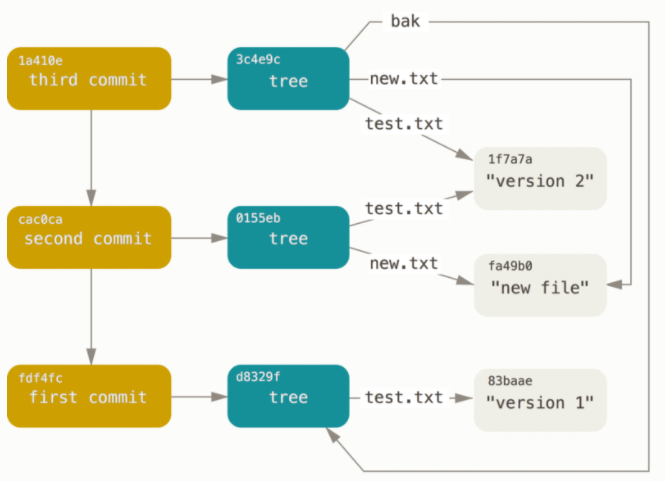 bak
1a410e
third commit
3c4e9c
tree
new.txt
test.txt
1f7a7a
"version 2"
cac0ca
second commit
0155eb
tree
test.txt
new.txt
fa49b0
"new file"
fdf4fc
first commit
d8329f
tree
test.txt
83baae
"version 1"